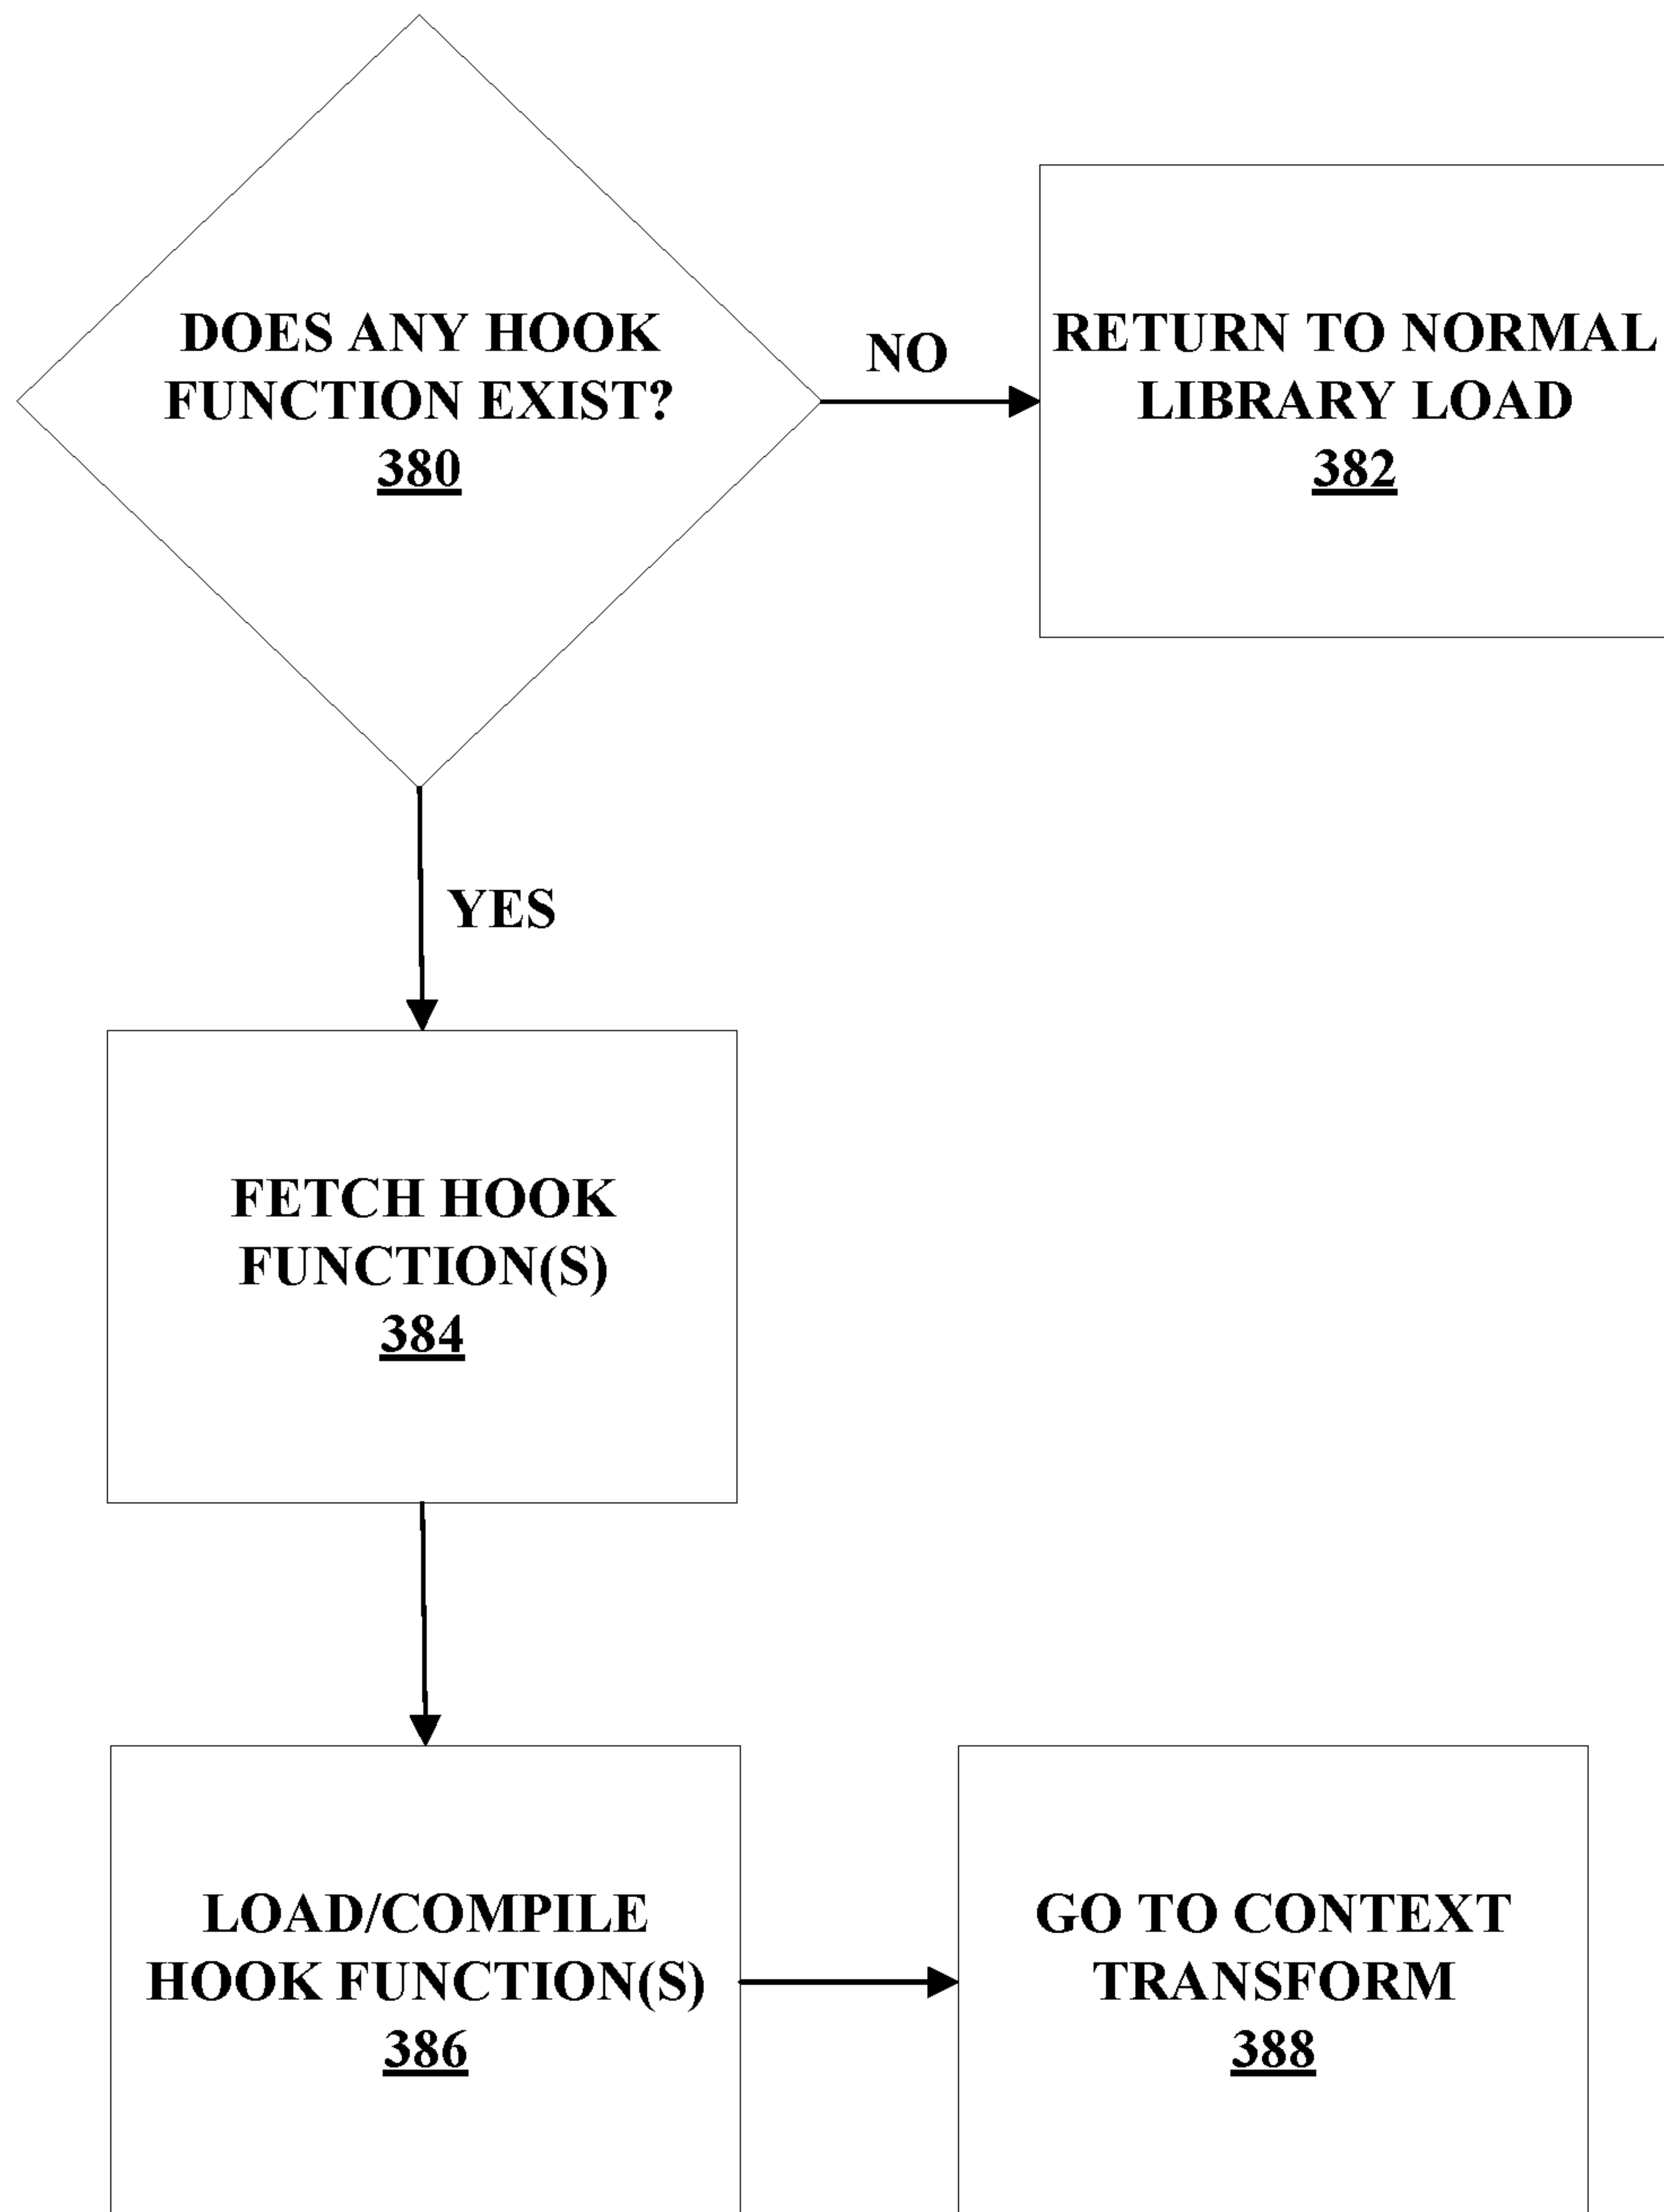 DOES ANY HOOK
FUNCTION EXIST?
380
NO
RETURN TO NORMAL
LIBRARY LOAD
382
YES
FETCH HOOK
FUNCTION(S)
384
LOAD/COMPILE
HOOK FUNCTION(S)
386
GO TO CONTEXT
TRANSFORM
388